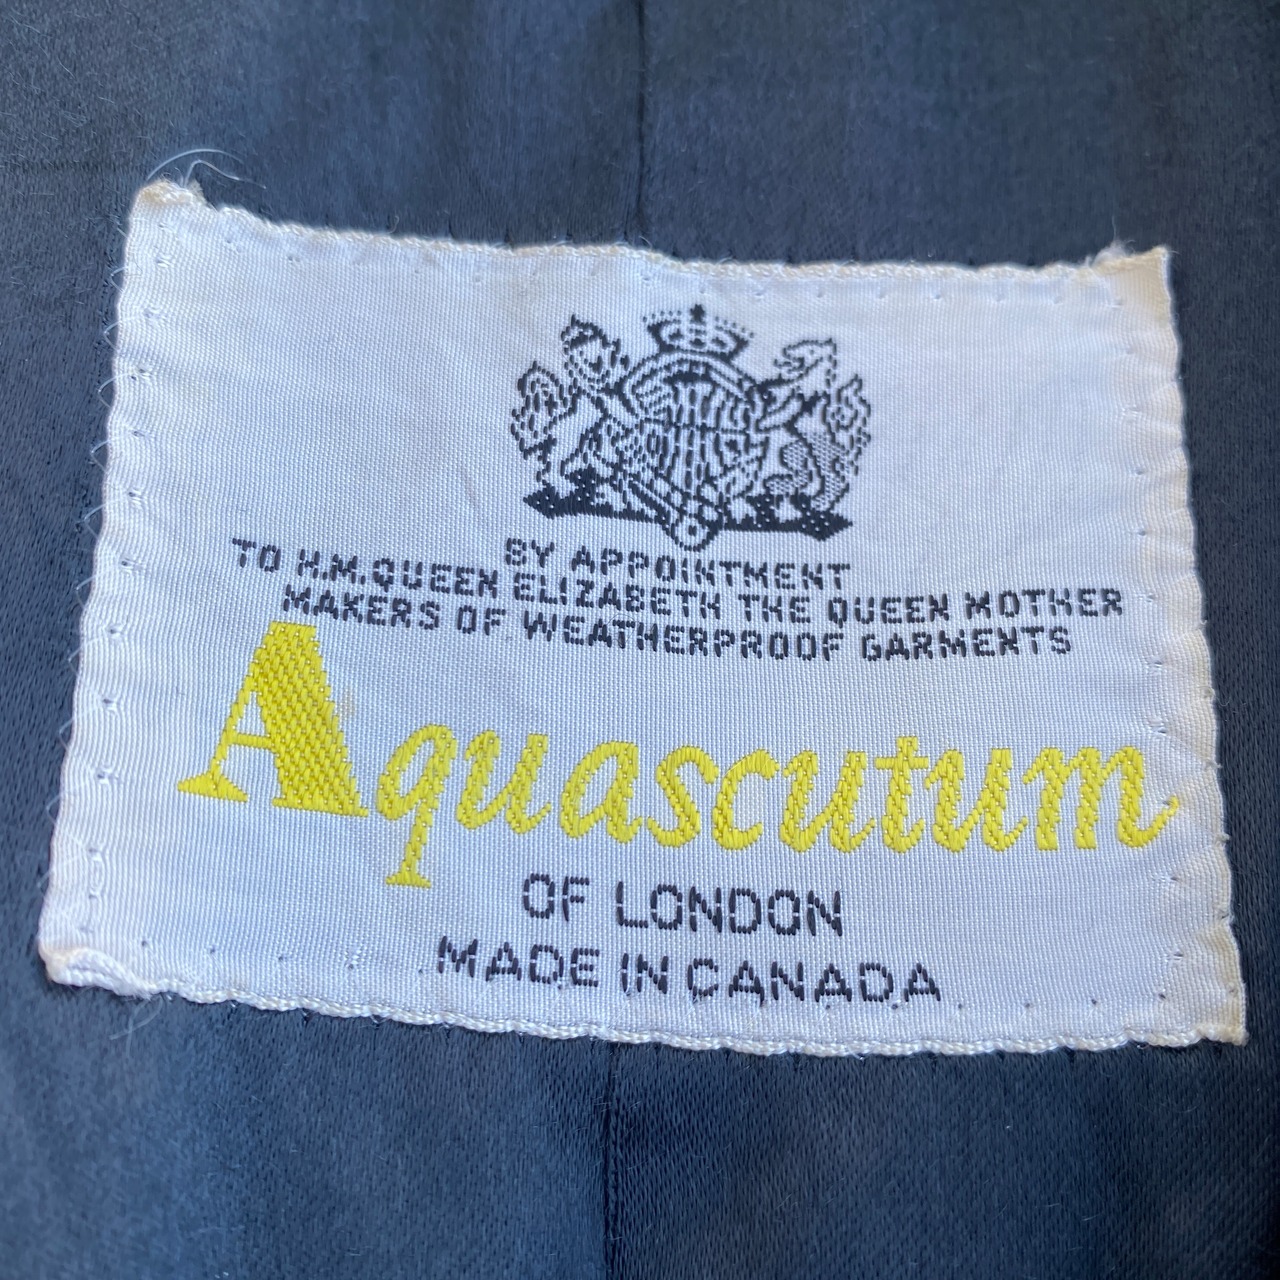 BY APPOINTMENT
TO H.M.QUEEN ELIZABETH THE QUEEN MOTHER
MAKERS OF WEATHERPROOF GARMENTS
Aquascutum
OF LONDON
MADE IN CANADA